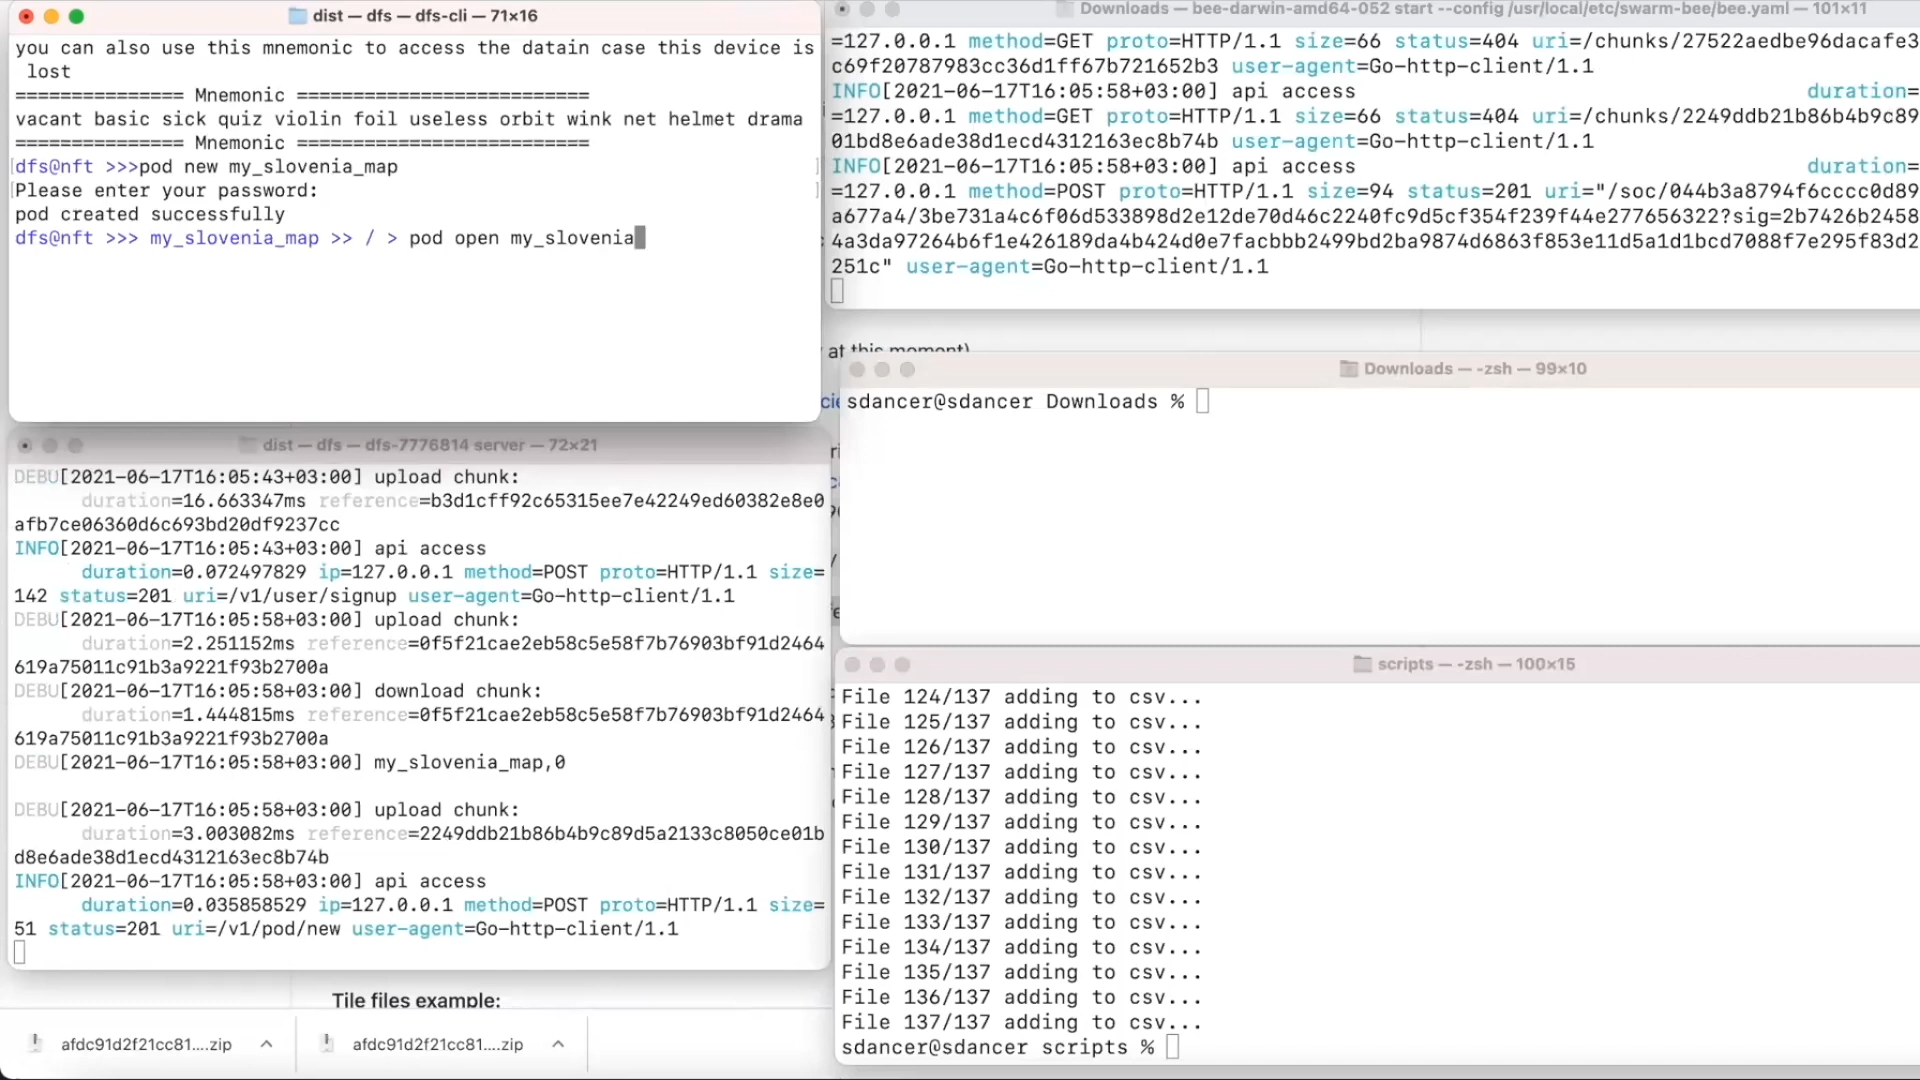 dist — dfs — dfs-cli — 71×16
you can also use this mnemonic to access the datain case this device is
lost
=============== Mnemonic ==========================
vacant basic sick quiz violin foil useless orbit wink net helmet drama
=============== Mnemonic ==========================
dfs@nft >>>pod new my_slovenia_map
Please enter your password:
pod created successfully
dfs@nft >>> my_slovenia_map >> / > pod open my_slovenia
Downloads — bee-darwin-amd64-052 start --config /usr/local/etc/swarm-bee/bee.yaml — 101×11
=127.0.0.1 method=GET proto=HTTP/1.1 size=66 status=404 uri=/chunks/27522aedbe96dacafe3
c69f20787983cc36d1ff67b721652b3 user-agent=Go-http-client/1.1
INFO[2021-06-17T16:05:58+03:00] api access duration=
=127.0.0.1 method=GET proto=HTTP/1.1 size=66 status=404 uri=/chunks/2249ddb21b86b4b9c89
01bd8e6ade38d1ecd4312163ec8b74b user-agent=Go-http-client/1.1
INFO[2021-06-17T16:05:58+03:00] api access duration=
=127.0.0.1 method=POST proto=HTTP/1.1 size=94 status=201 uri="/soc/044b3a8794f6cccc0d89
a677a4/3be731a4c6f06d533898d2e12de70d46c2240fc9d5cf354f239f44e277656322?sig=2b7426b2458
4a3da97264b6f1e426189da4b424d0e7facbbb2499bd2ba9874d6863f853e11d5a1d1bcd7088f7e295f83d2
251c" user-agent=Go-http-client/1.1
at this moment)
Downloads — -zsh — 99×10
sdancer@sdancer Downloads %
dist — dfs — dfs-7776814 server — 72×21
DEBU[2021-06-17T16:05:43+03:00] upload chunk:
duration=16.663347ms reference=b3d1cff92c65315ee7e42249ed60382e8e0
afb7ce06360d6c693bd20df9237cc
INFO[2021-06-17T16:05:43+03:00] api access
duration=0.072497829 ip=127.0.0.1 method=POST proto=HTTP/1.1 size=
142 status=201 uri=/v1/user/signup user-agent=Go-http-client/1.1
DEBU[2021-06-17T16:05:58+03:00] upload chunk:
duration=2.251152ms reference=0f5f21cae2eb58c5e58f7b76903bf91d2464
619a75011c91b3a9221f93b2700a
DEBU[2021-06-17T16:05:58+03:00] download chunk:
duration=1.444815ms reference=0f5f21cae2eb58c5e58f7b76903bf91d2464
619a75011c91b3a9221f93b2700a
DEBU[2021-06-17T16:05:58+03:00] my_slovenia_map,0
DEBU[2021-06-17T16:05:58+03:00] upload chunk:
duration=3.003082ms reference=2249ddb21b86b4b9c89d5a2133c8050ce01b
d8e6ade38d1ecd4312163ec8b74b
INFO[2021-06-17T16:05:58+03:00] api access
duration=0.035858529 ip=127.0.0.1 method=POST proto=HTTP/1.1 size=
51 status=201 uri=/v1/pod/new user-agent=Go-http-client/1.1
scripts — -zsh — 100×15
File 124/137 adding to csv...
File 125/137 adding to csv...
File 126/137 adding to csv...
File 127/137 adding to csv...
File 128/137 adding to csv...
File 129/137 adding to csv...
File 130/137 adding to csv...
File 131/137 adding to csv...
File 132/137 adding to csv...
File 133/137 adding to csv...
File 134/137 adding to csv...
File 135/137 adding to csv...
File 136/137 adding to csv...
File 137/137 adding to csv...
sdancer@sdancer scripts %
Tile files example:
afdc91d2f21cc81....zip
afdc91d2f21cc81....zip